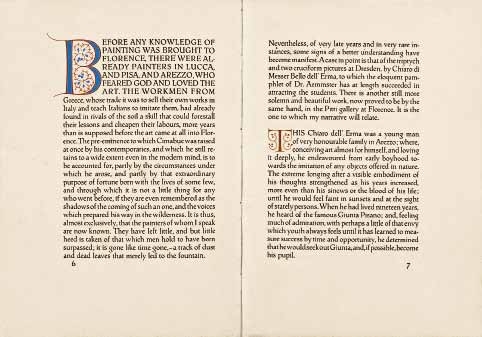 BEFORE ANY KNOWLEDGE OF
PAINTING WAS BROUGHT TO
FLORENCE, THERE WERE AL-
READY PAINTERS IN LUCCA,
AND PISA, AND AREZZO, WHO
FEARED GOD AND LOVED THE
ART. THE WORKMEN FROM
Greece, whose trade it was to sell their own works in
Italy and teach Italians to imitate them, had already
found in rivals of the soil a skill that could forestall
their lessons and cheapen their labours, more years
than is supposed before the art came at all into Flor-
ence. The pre-eminence to which Cimabue was raised
at once by his contemporaries, and which he still re-
tains to a wide extent even in the modern mind, is to
be accounted for, partly by the circumstances under
which he arose, and partly by that extraordinary
purpose of fortune born with the lives of some few,
and through which it is not a little thing for any
who went before, if they are even remembered as the
shadows of the coming of such an one, and the voices
which prepared his way in the wilderness. It is thus,
almost exclusively, that the painters of whom I speak
are now known. They have left little, and but little
heed is taken of that which men hold to have been
surpassed; it is gone like time gone,–a track of dust
and dead leaves that merely led to the fountain.
6
Nevertheless, of very late years and in very rare in-
stances, some signs of a better understanding have
become manifest. A case in point is that of the triptych
and two cruciform pictures at Dresden, by Chiaro di
Messer Bello dell' Erma, to which the eloquent pam-
phlet of Dr. Aemmster has at length succeeded in
attracting the students. There is another still more
solemn and beautiful work, now proved to be by the
same hand, in the Pitti gallery at Florence. It is the
one to which my narrative will relate.
THIS Chiaro dell' Erma was a young man
of very honourable family in Arezzo; where,
conceiving art almost for himself, and loving
it deeply, he endeavoured from early boyhood to-
wards the imitation of any objects offered in nature.
The extreme longing after a visible embodiment of
his thoughts strengthened as his years increased,
more even than his sinews or the blood of his life;
until he would feel faint in sunsets and at the sight
of stately persons. When he had lived nineteen years,
he heard of the famous Giunta Pisano; and, feeling
much of admiration, with perhaps a little of that envy
which youth always feels until it has learned to mea-
sure success by time and opportunity, he determined
that he would seek out Giunta, and, if possible, become
his pupil.
7